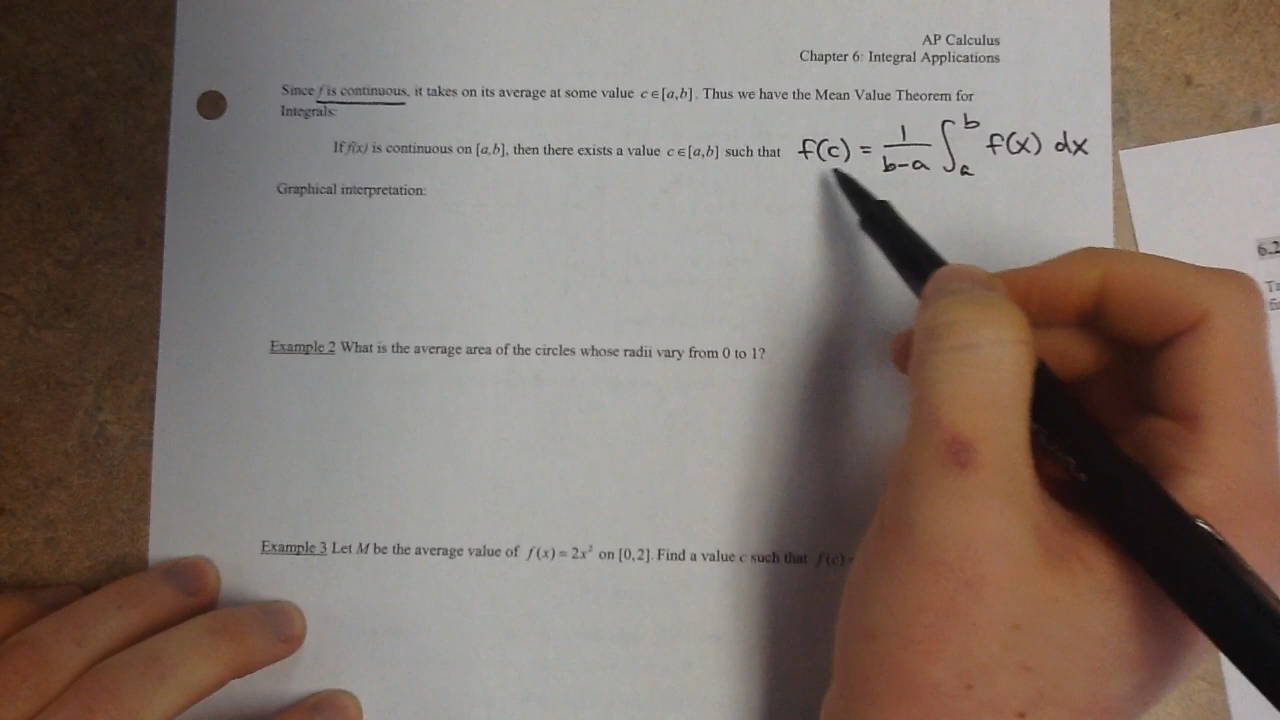 AP Calculus
Chapter 6: Integral Applications
Since f is continuous, it takes on its average at some value c∈[a,b]. Thus we have the Mean Value Theorem for
Integrals:
If f(x) is continuous on [a,b], then there exists a value c∈[a,b] such that f(c) = 1/(b-a) ∫_a^b f(x) dx
Graphical interpretation:
6.2
Example 2 What is the average area of the circles whose radii vary from 0 to 1?
Example 3 Let M be the average value of f(x) = 2x² on [0,2]. Find a value c such that f(c) =